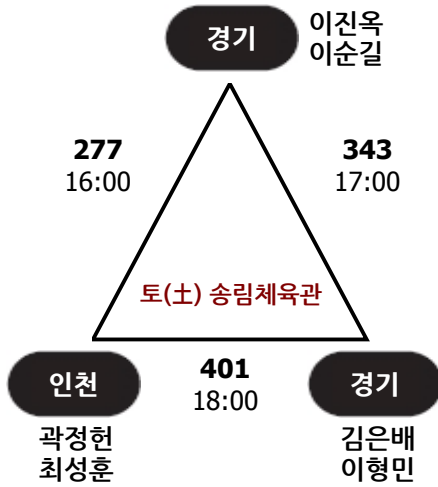 경기
이진옥
이순길
277
16:00
343
17:00
토(土) 송림체육관
인천
401
18:00
경기
곽정헌
최성훈
김은배
이형민